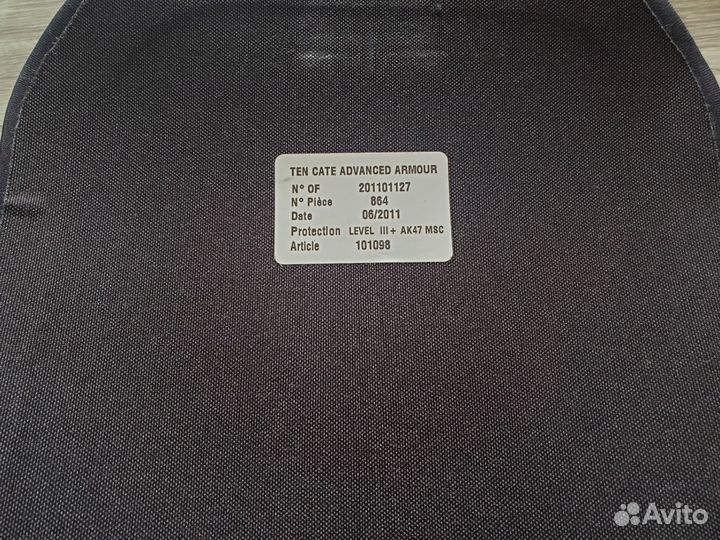 TEN CATE ADVANCED ARMOUR
N° OF 201101127
N° Pièce 864
Date 06/2011
Protection LEVEL III+ AK47 MSC
Article 101098
Avito